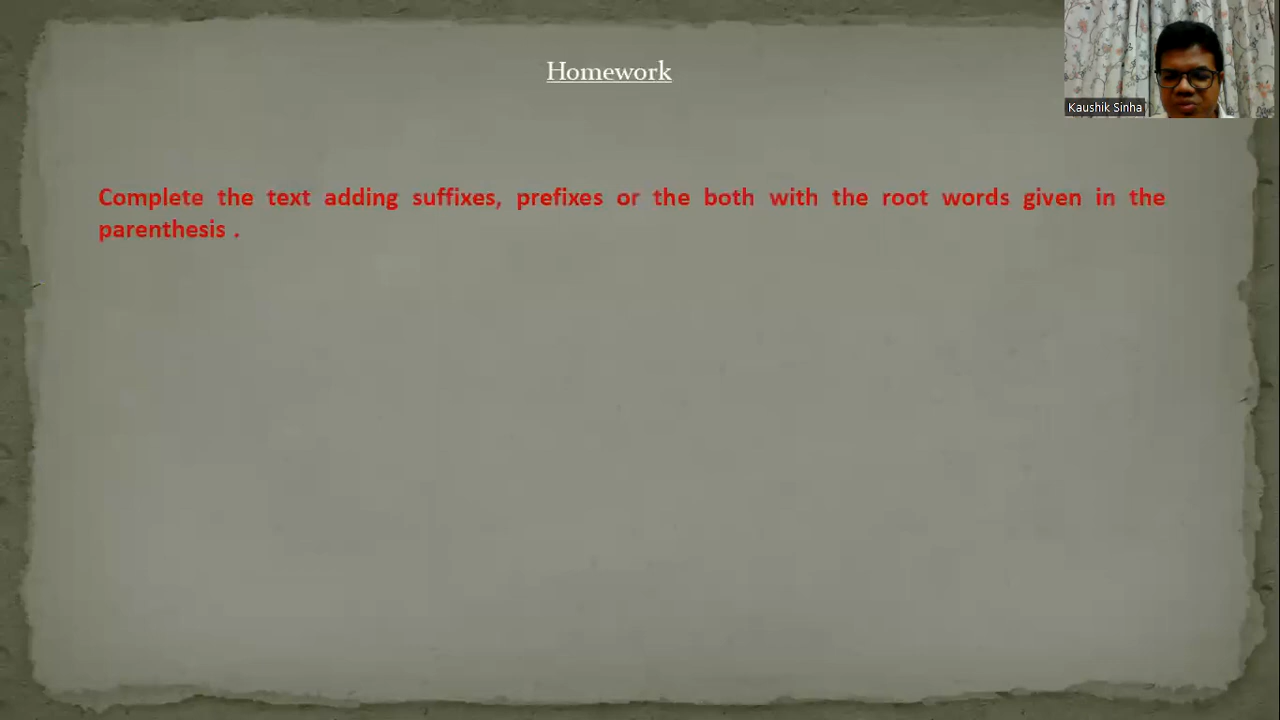 Homework
Kaushik Sinha
Complete the text adding suffixes, prefixes or the both with the root words given in the
parenthesis .